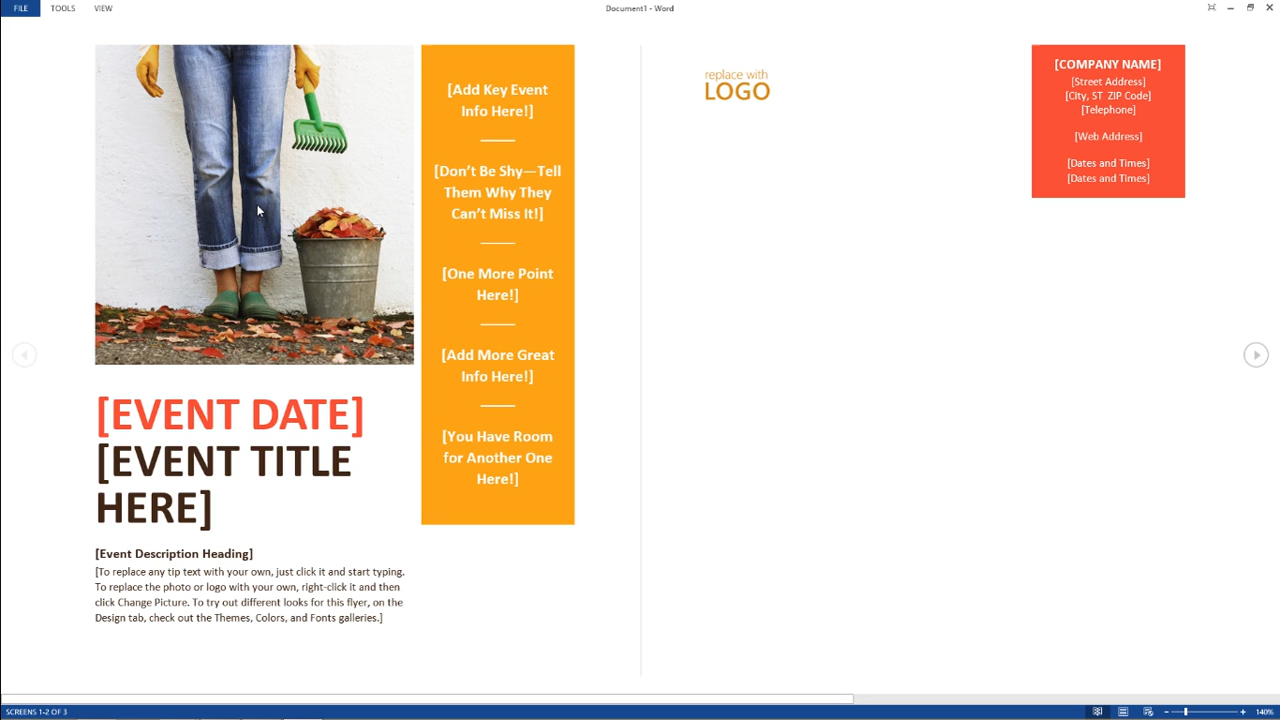 FILE TOOLS VIEW Document1 - Word
[Add Key Event
Info Here!]
[Don't Be Shy—Tell
Them Why They
Can't Miss It!]
[One More Point
Here!]
[Add More Great
Info Here!]
[You Have Room
for Another One
Here!]
[EVENT DATE]
[EVENT TITLE
HERE]
[Event Description Heading]
[To replace any tip text with your own, just click it and start typing.
To replace the photo or logo with your own, right-click it and then
click Change Picture. To try out different looks for this flyer, on the
Design tab, check out the Themes, Colors, and Fonts galleries.]
replace with
LOGO
[COMPANY NAME]
[Street Address]
[City, ST ZIP Code]
[Telephone]
[Web Address]
[Dates and Times]
[Dates and Times]
SCREENS 1-2 OF 3 140%